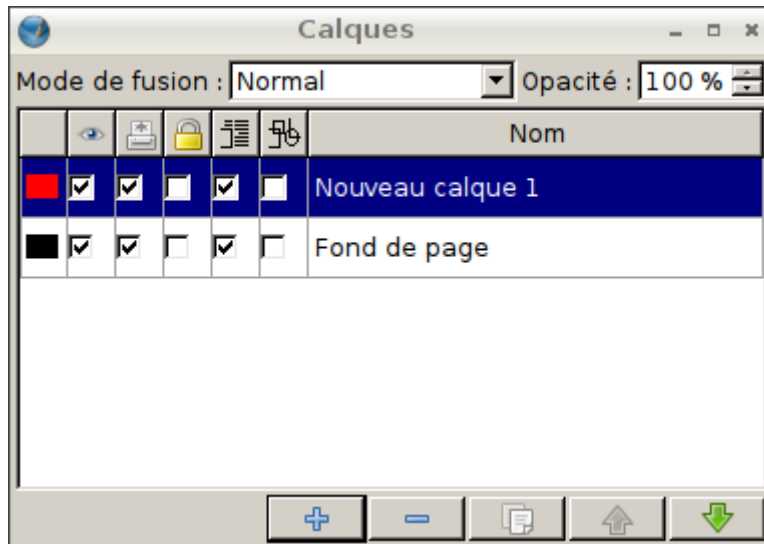 Calques
Mode de fusion : Normal Opacité : 100 %
Nom
Nouveau calque 1
Fond de page